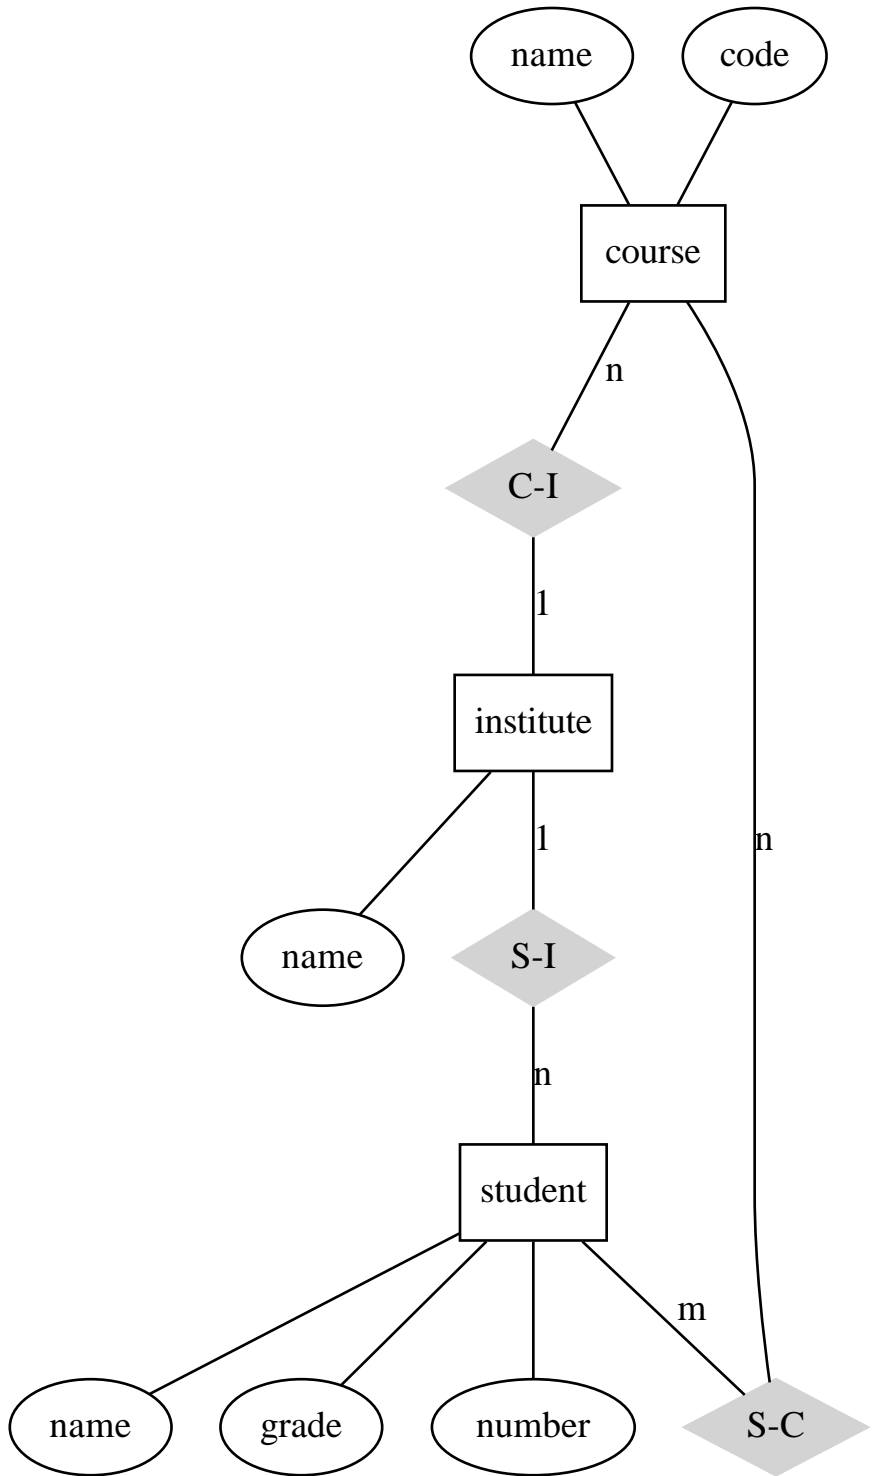 name
code
course
n
C-I
1
institute
1
n
name
S-I
n
student
m
name
grade
number
S-C